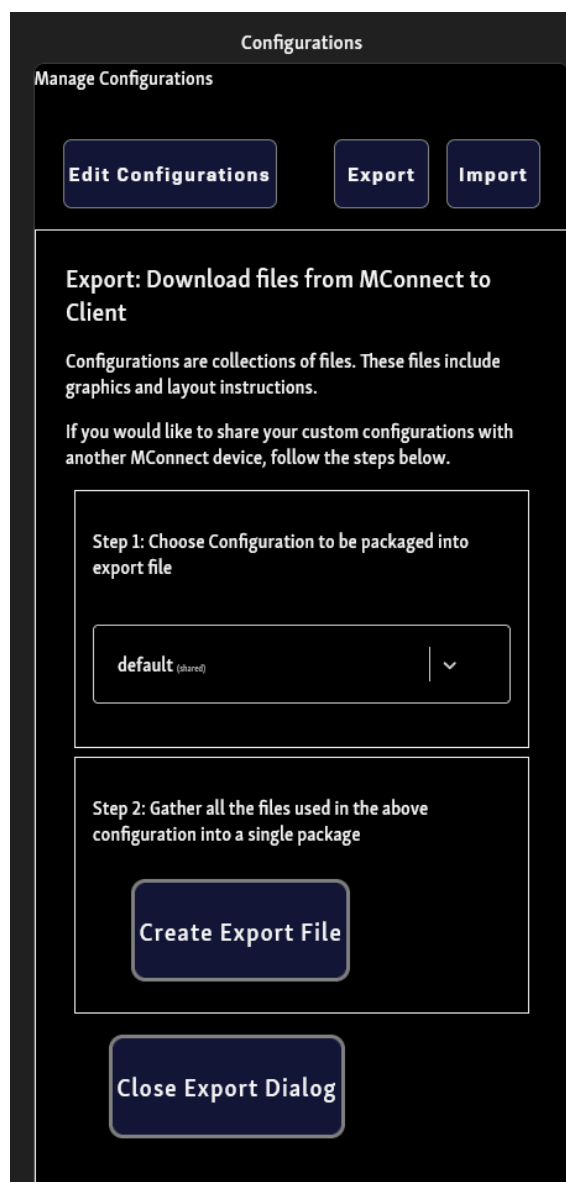 Configurations
Manage Configurations
Edit Configurations
Export
Import
Export: Download files from MConnect to
Client
Configurations are collections of files. These files include
graphics and layout instructions.
If you would like to share your custom configurations with
another MConnect device, follow the steps below.
Step 1: Choose Configuration to be packaged into
export file
default (shared)
Step 2: Gather all the files used in the above
configuration into a single package
Create Export File
Close Export Dialog